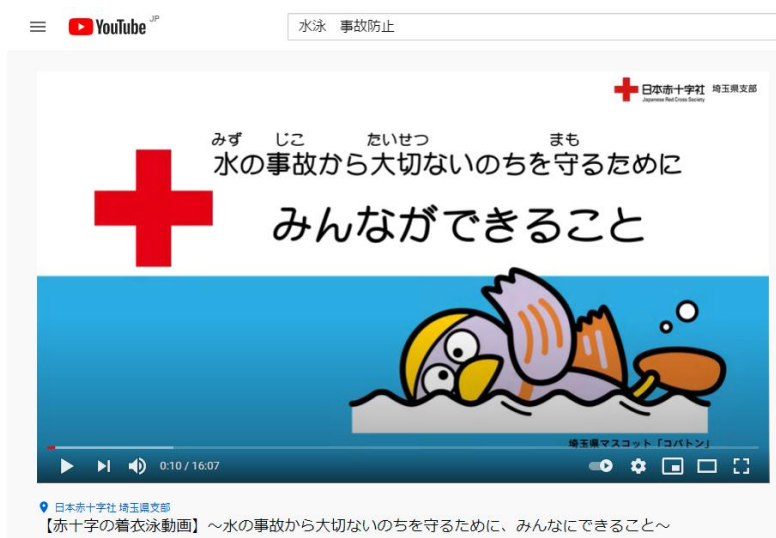 YouTube JP
水泳　事故防止
日本赤十字社 埼玉県支部
Japanese Red Cross Society
みず じこ たいせつ まも
水の事故から大切ないのちを守るために
みんなができること
埼玉県マスコット「コバトン」
0:10 / 16:07
日本赤十字社 埼玉県支部
【赤十字の着衣泳動画】～水の事故から大切ないのちを守るために、みんなにできること～